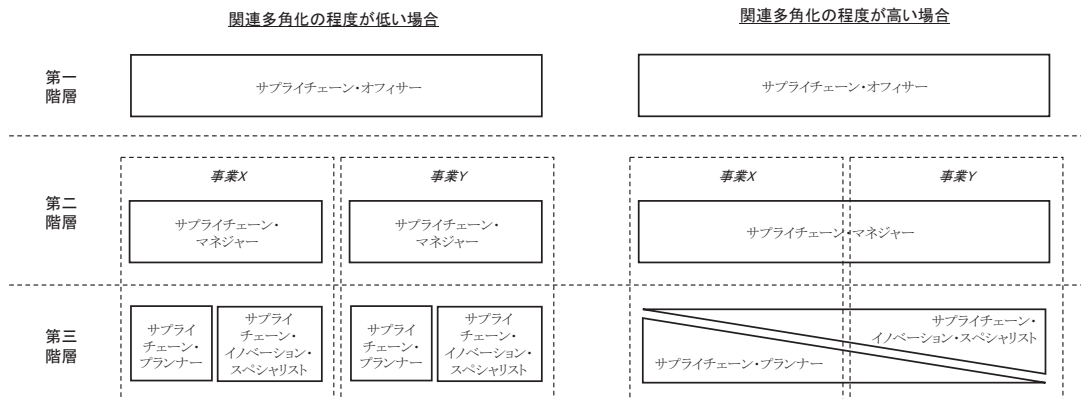 関連多角化の程度が低い場合
関連多角化の程度が高い場合
第一
階層
サプライチェーン・オフィサー
サプライチェーン・オフィサー
第二
階層
事業X
サプライチェーン・
マネジャー
事業Y
サプライチェーン・
マネジャー
事業X
事業Y
サプライチェーン・マネジャー
第三
階層
サプライ
チェーン・
プランナー
サプライ
チェーン・
イノベーション・
スペシャリスト
サプライ
チェーン・
プランナー
サプライ
チェーン・
イノベーション・
スペシャリスト
サプライチェーン・
イノベーション・スペシャリスト
サプライチェーン・プランナー